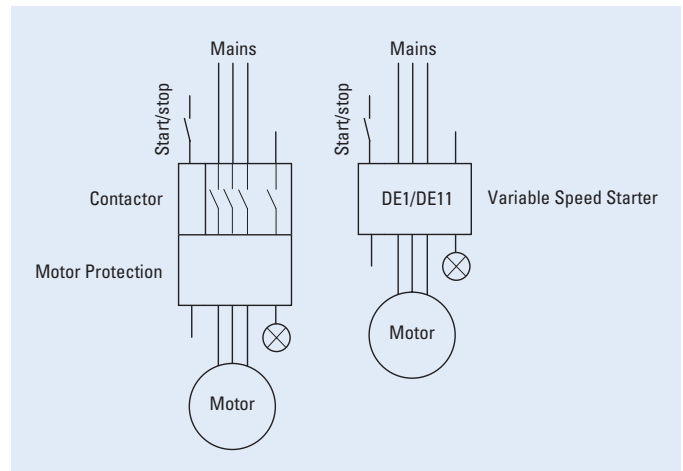 Mains
Start/stop
Contactor
Motor Protection
Motor
Mains
Start/stop
DE1/DE11
Variable Speed Starter
Motor